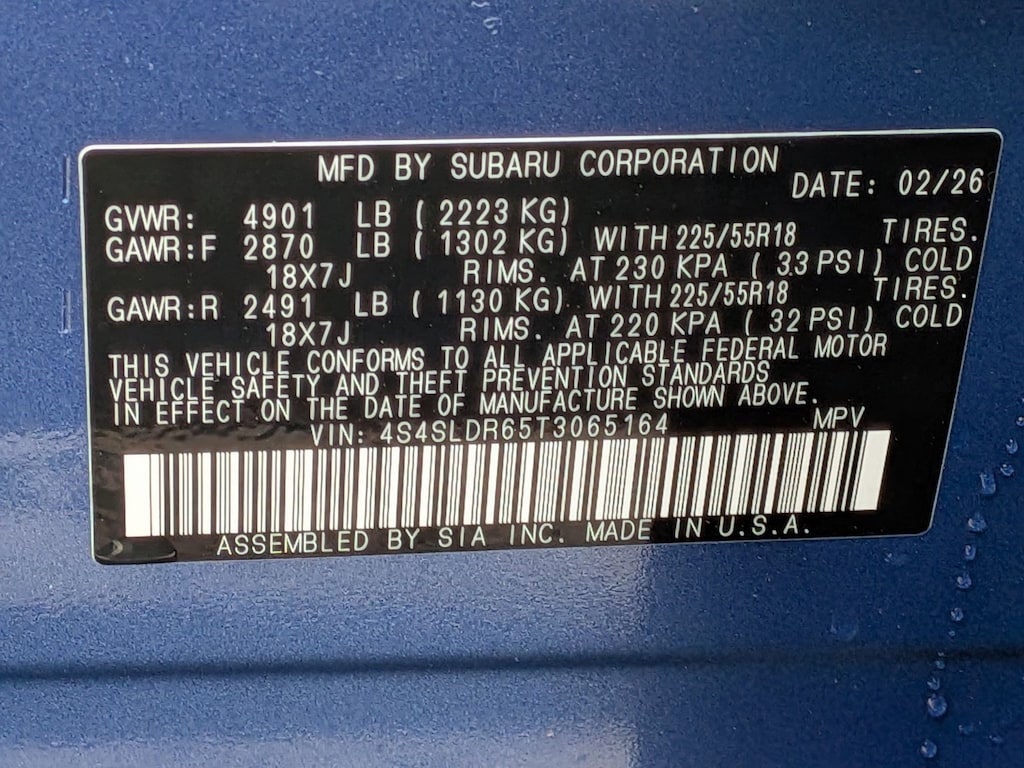 MFD BY SUBARU CORPORATION
DATE: 02/26
GVWR: 4901 LB ( 2223 KG)
GAWR:F 2870 LB ( 1302 KG) WITH 225/55R18 TIRES.
18X7J RIMS. AT 230 KPA ( 33 PSI) COLD
GAWR:R 2491 LB ( 1130 KG) WITH 225/55R18 TIRES.
18X7J RIMS. AT 220 KPA ( 32 PSI) COLD
THIS VEHICLE CONFORMS TO ALL APPLICABLE FEDERAL MOTOR
VEHICLE SAFETY AND THEFT PREVENTION STANDARDS
IN EFFECT ON THE DATE OF MANUFACTURE SHOWN ABOVE.
VIN: 4S4SLDR65T3065164 MPV
ASSEMBLED BY SIA INC. MADE IN U.S.A.